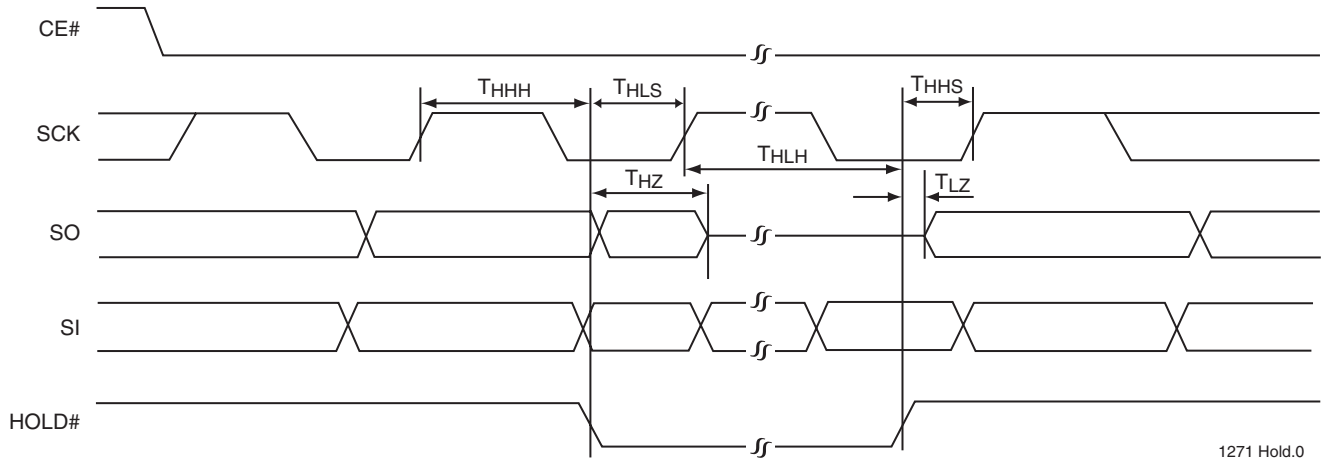 CE#
THHH
THLS
THHS
SCK
THLH
THZ
TLZ
SO
SI
HOLD#
1271 Hold.0